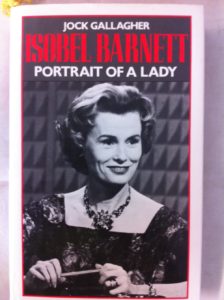 JOCK GALLAGHER
ISOBEL BARNETT
PORTRAIT OF A LADY